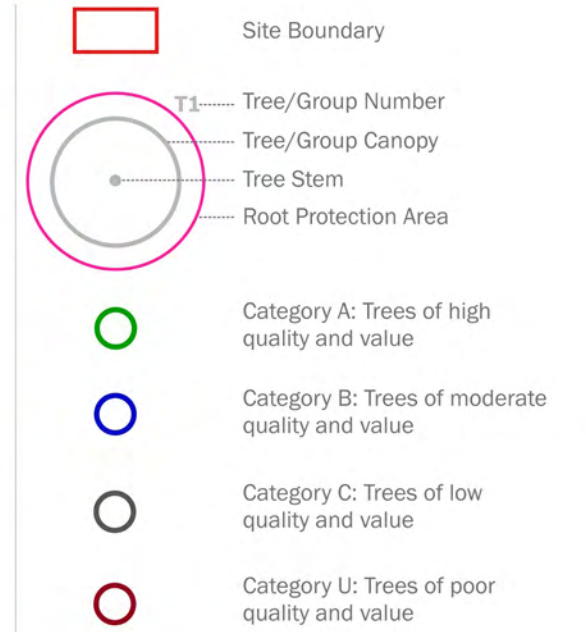 Site Boundary
T1
Tree/Group Number
Tree/Group Canopy
Tree Stem
Root Protection Area
Category A: Trees of high
quality and value
Category B: Trees of moderate
quality and value
Category C: Trees of low
quality and value
Category U: Trees of poor
quality and value